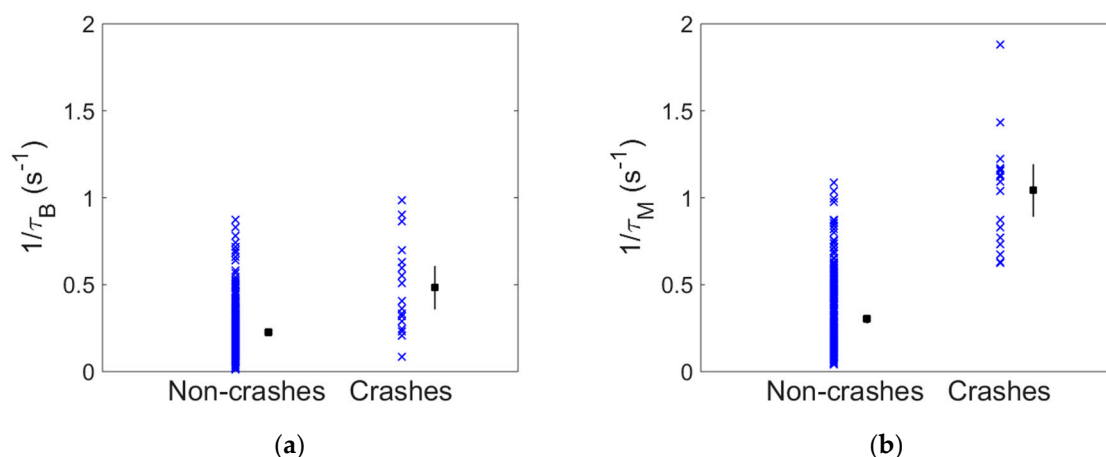 2
1.5
1
0.5
0
1/τB (s-1)
Non-crashes
Crashes
(a)
2
1.5
1
0.5
0
1/τM (s-1)
Non-crashes
Crashes
(b)